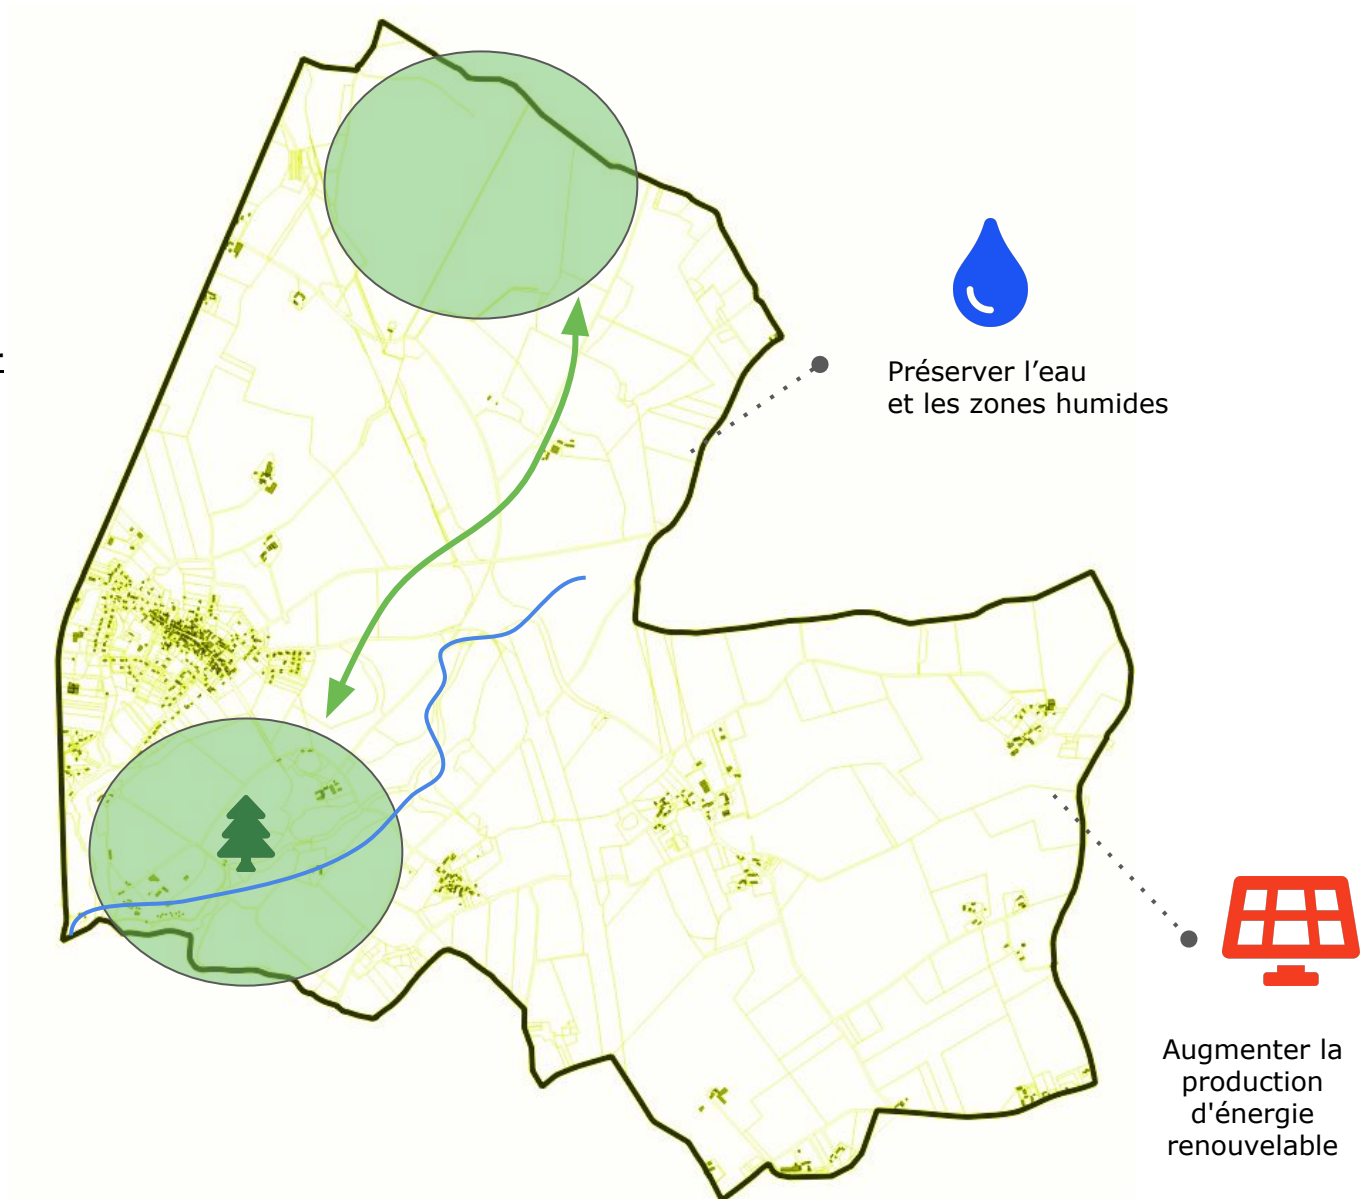 r
Préserver l’eau
et les zones humides
Augmenter la
production
d'énergie
renouvelable